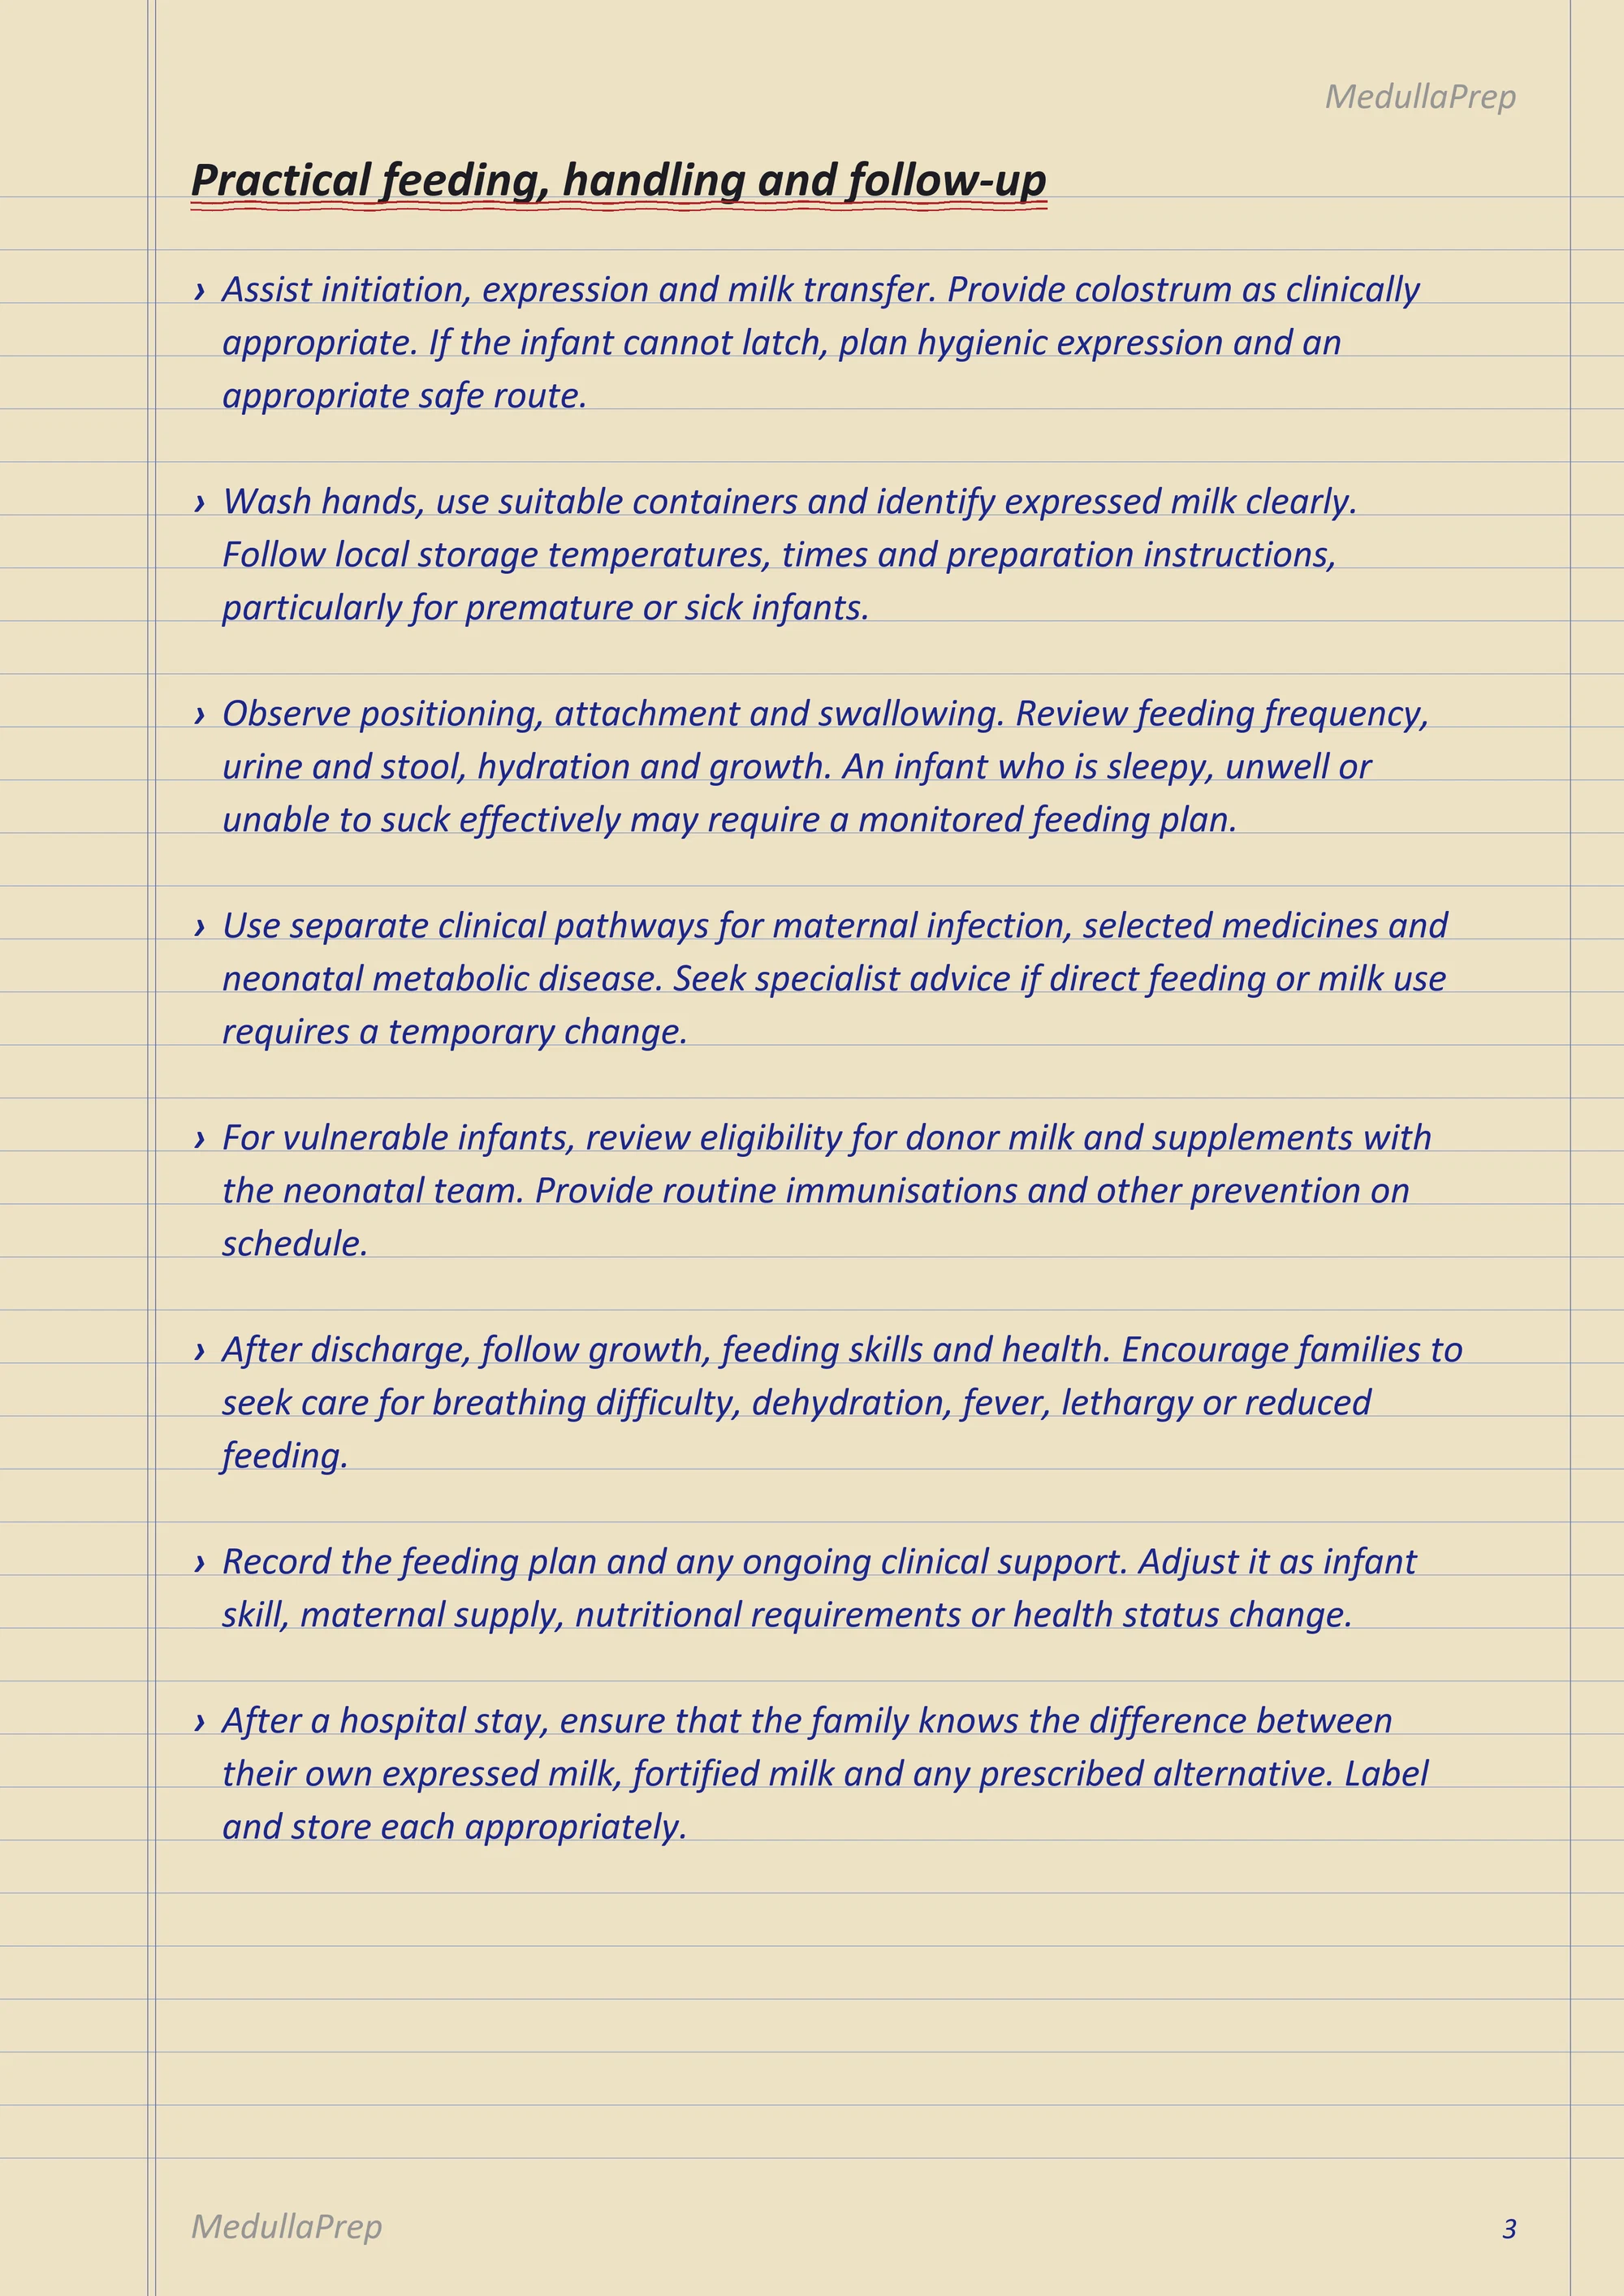 MedullaPrep
Practical feeding, handling and follow-up
› Assist initiation, expression and milk transfer. Provide colostrum as clinically
appropriate. If the infant cannot latch, plan hygienic expression and an
appropriate safe route.
› Wash hands, use suitable containers and identify expressed milk clearly.
Follow local storage temperatures, times and preparation instructions,
particularly for premature or sick infants.
› Observe positioning, attachment and swallowing. Review feeding frequency,
urine and stool, hydration and growth. An infant who is sleepy, unwell or
unable to suck effectively may require a monitored feeding plan.
› Use separate clinical pathways for maternal infection, selected medicines and
neonatal metabolic disease. Seek specialist advice if direct feeding or milk use
requires a temporary change.
› For vulnerable infants, review eligibility for donor milk and supplements with
the neonatal team. Provide routine immunisations and other prevention on
schedule.
› After discharge, follow growth, feeding skills and health. Encourage families to
seek care for breathing difficulty, dehydration, fever, lethargy or reduced
feeding.
› Record the feeding plan and any ongoing clinical support. Adjust it as infant
skill, maternal supply, nutritional requirements or health status change.
› After a hospital stay, ensure that the family knows the difference between
their own expressed milk, fortified milk and any prescribed alternative. Label
and store each appropriately.
MedullaPrep
3